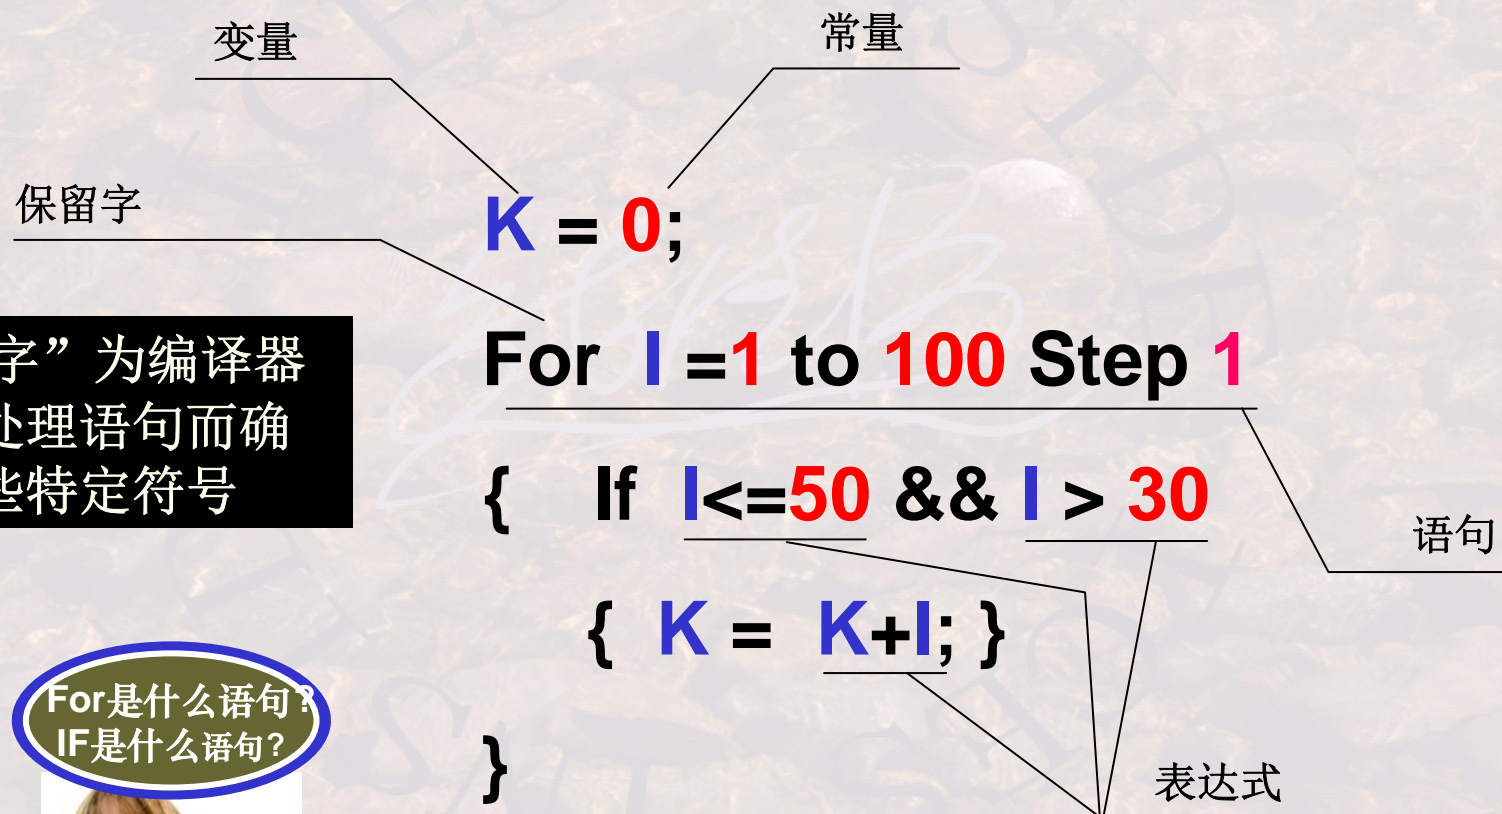 变量
常量
保留字
K = 0;
字”为编译器
处理语句而确
些特定符号
For I =1 to 100 Step 1
{ If I<=50 && I > 30
语句
{ K = K+I; }
For是什么语句?
IF是什么语句?
}
表达式